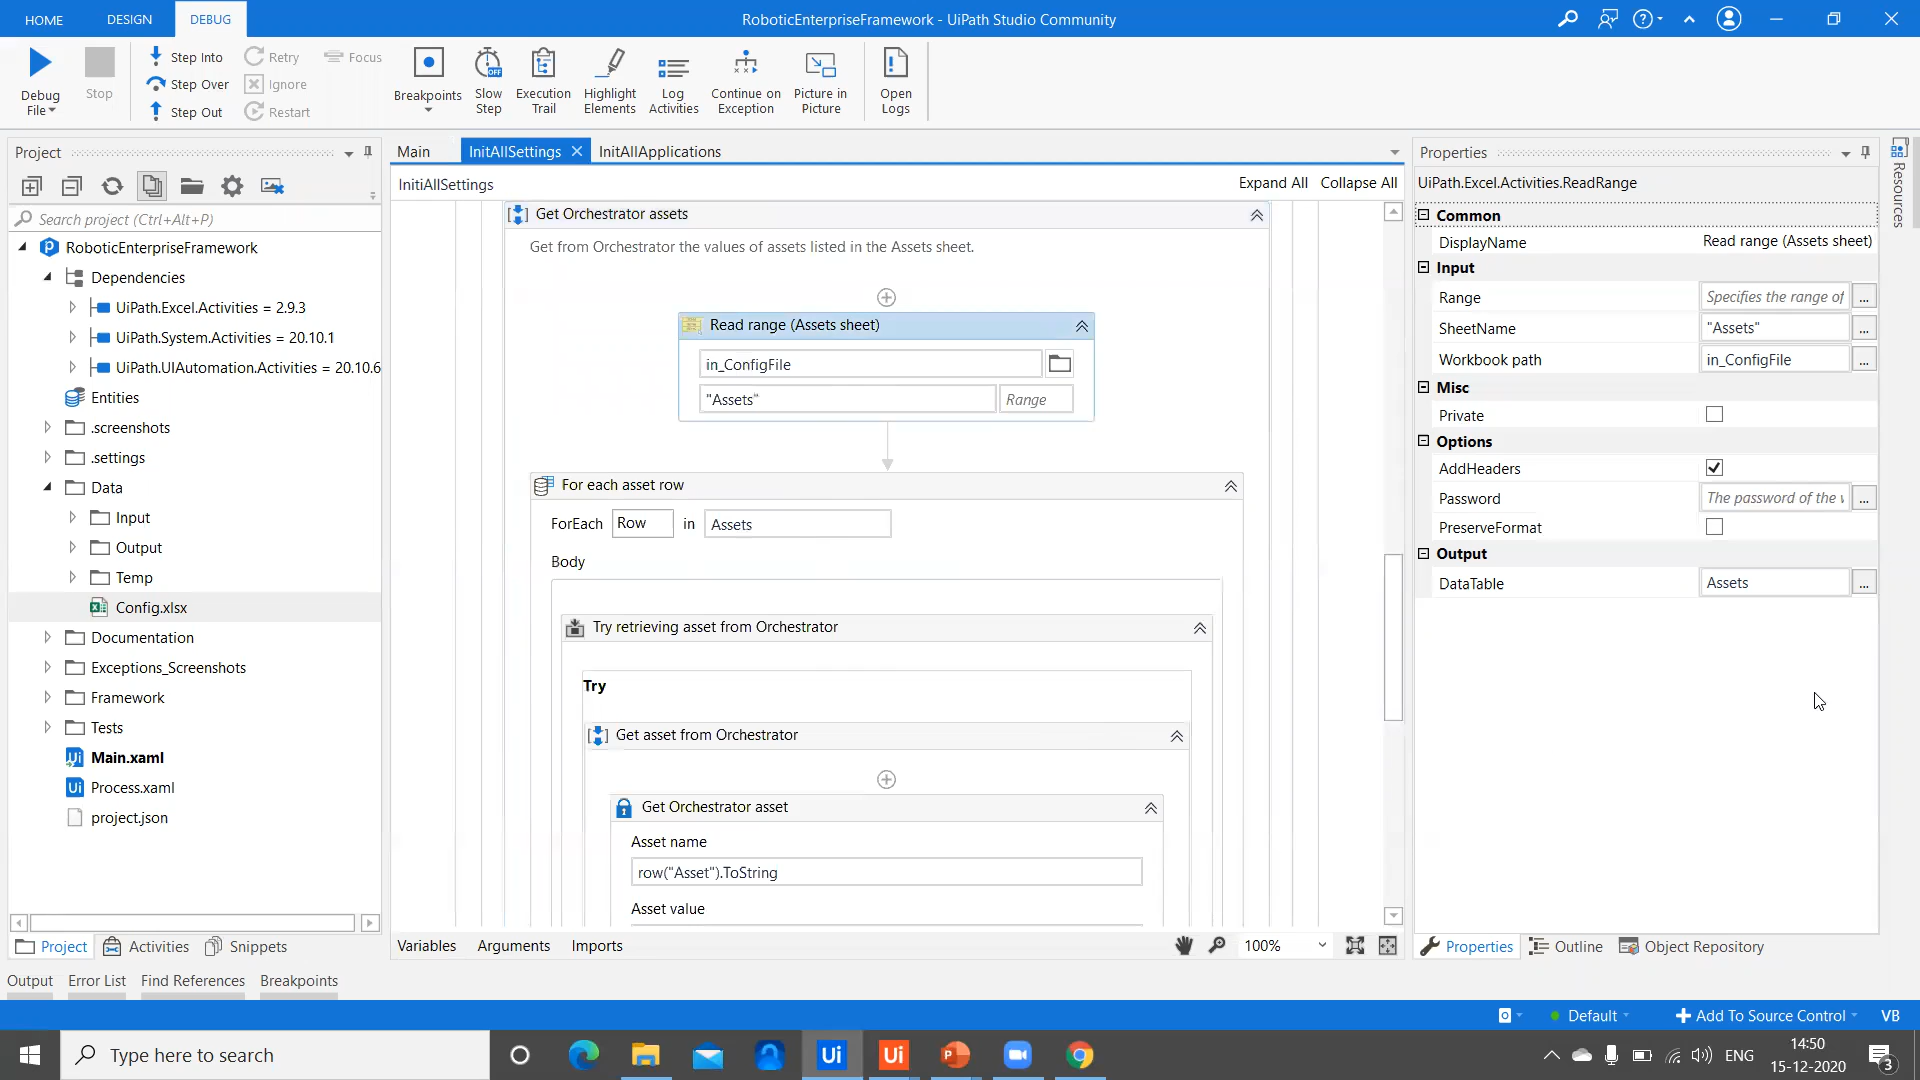 HOME
DESIGN
DEBUG
RoboticEnterpriseFramework - UiPath Studio Community
Debug File
Stop
Step Into
Step Over
Step Out
Retry
Ignore
Restart
Focus
Breakpoints
OFF
Slow Step
Execution Trail
Highlight Elements
Log Activities
Continue on Exception
Picture in Picture
Open Logs
Project
Search project (Ctrl+Alt+P)
RoboticEnterpriseFramework
Dependencies
UiPath.Excel.Activities = 2.9.3
UiPath.System.Activities = 20.10.1
UiPath.UIAutomation.Activities = 20.10.6
Entities
.screenshots
.settings
Data
Input
Output
Temp
Config.xlsx
Documentation
Exceptions_Screenshots
Framework
Tests
Main.xaml
Process.xaml
project.json
Project
Activities
Snippets
Main
InitAllSettings
InitAllApplications
InitiAllSettings
Expand All
Collapse All
Get Orchestrator assets
Get from Orchestrator the values of assets listed in the Assets sheet.
Read range (Assets sheet)
in_ConfigFile
"Assets"
Range
For each asset row
ForEach
Row
in
Assets
Body
Try retrieving asset from Orchestrator
Try
Get asset from Orchestrator
Get Orchestrator asset
Asset name
row("Asset").ToString
Asset value
Variables
Arguments
Imports
100%
Properties
UiPath.Excel.Activities.ReadRange
Common
DisplayName
Read range (Assets sheet)
Input
Range
Specifies the range of
...
SheetName
"Assets"
...
Workbook path
in_ConfigFile
...
Misc
Private
Options
AddHeaders
Password
The password of the
...
PreserveFormat
Output
DataTable
Assets
...
Properties
Outline
Object Repository
Resources
Output
Error List
Find References
Breakpoints
Default
Add To Source Control
VB
Type here to search
Ui
Ui
ENG
14:50
15-12-2020
3